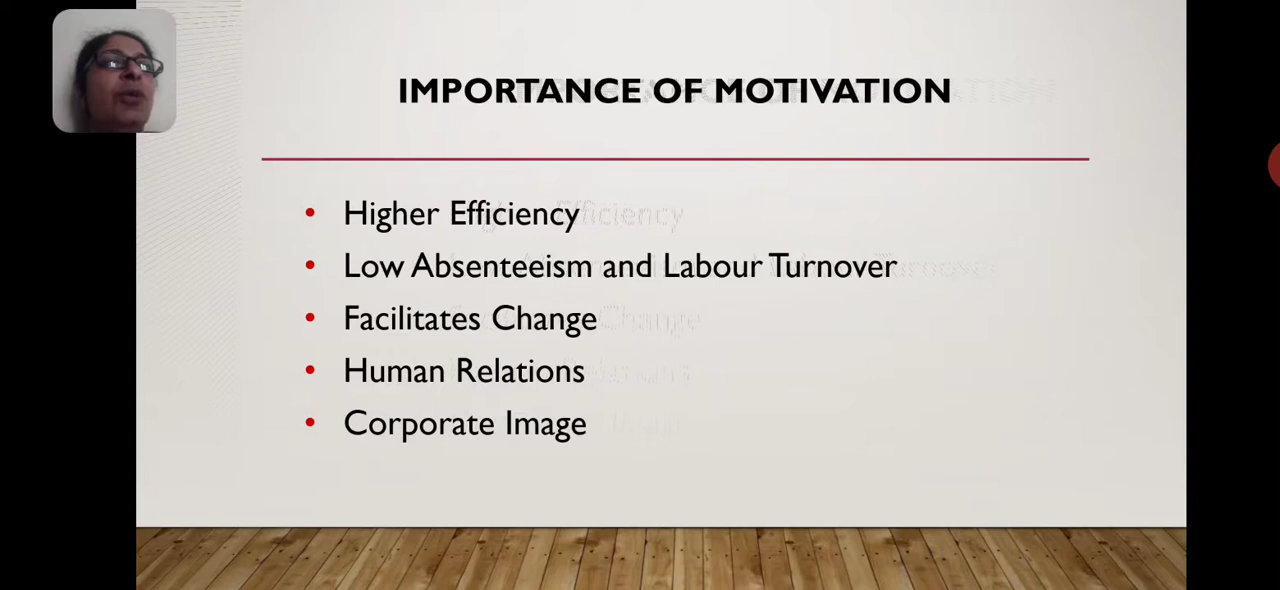 IMPORTANCE OF MOTIVATION
Higher Efficiency
Low Absenteeism and Labour Turnover
Facilitates Change
Human Relations
Corporate Image